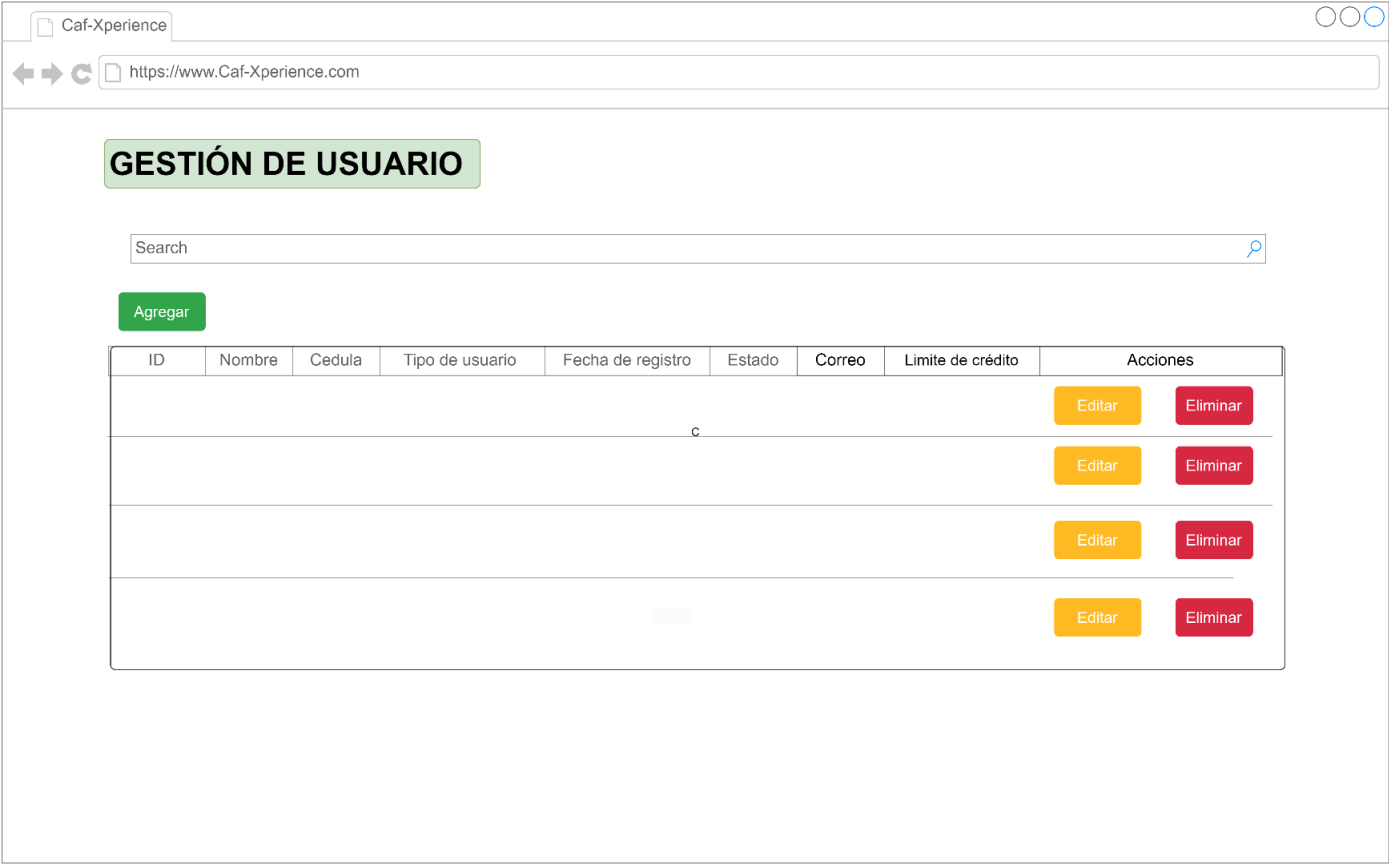 Caf-Xperience
https://www.Caf-Xperience.com
GESTIÓN DE USUARIO
Search
Agregar
ID Nombre Cedula Tipo de usuario Fecha de registro Estado Correo Limite de crédito Acciones
Editar Eliminar
c
Editar Eliminar
Editar Eliminar
Editar Eliminar